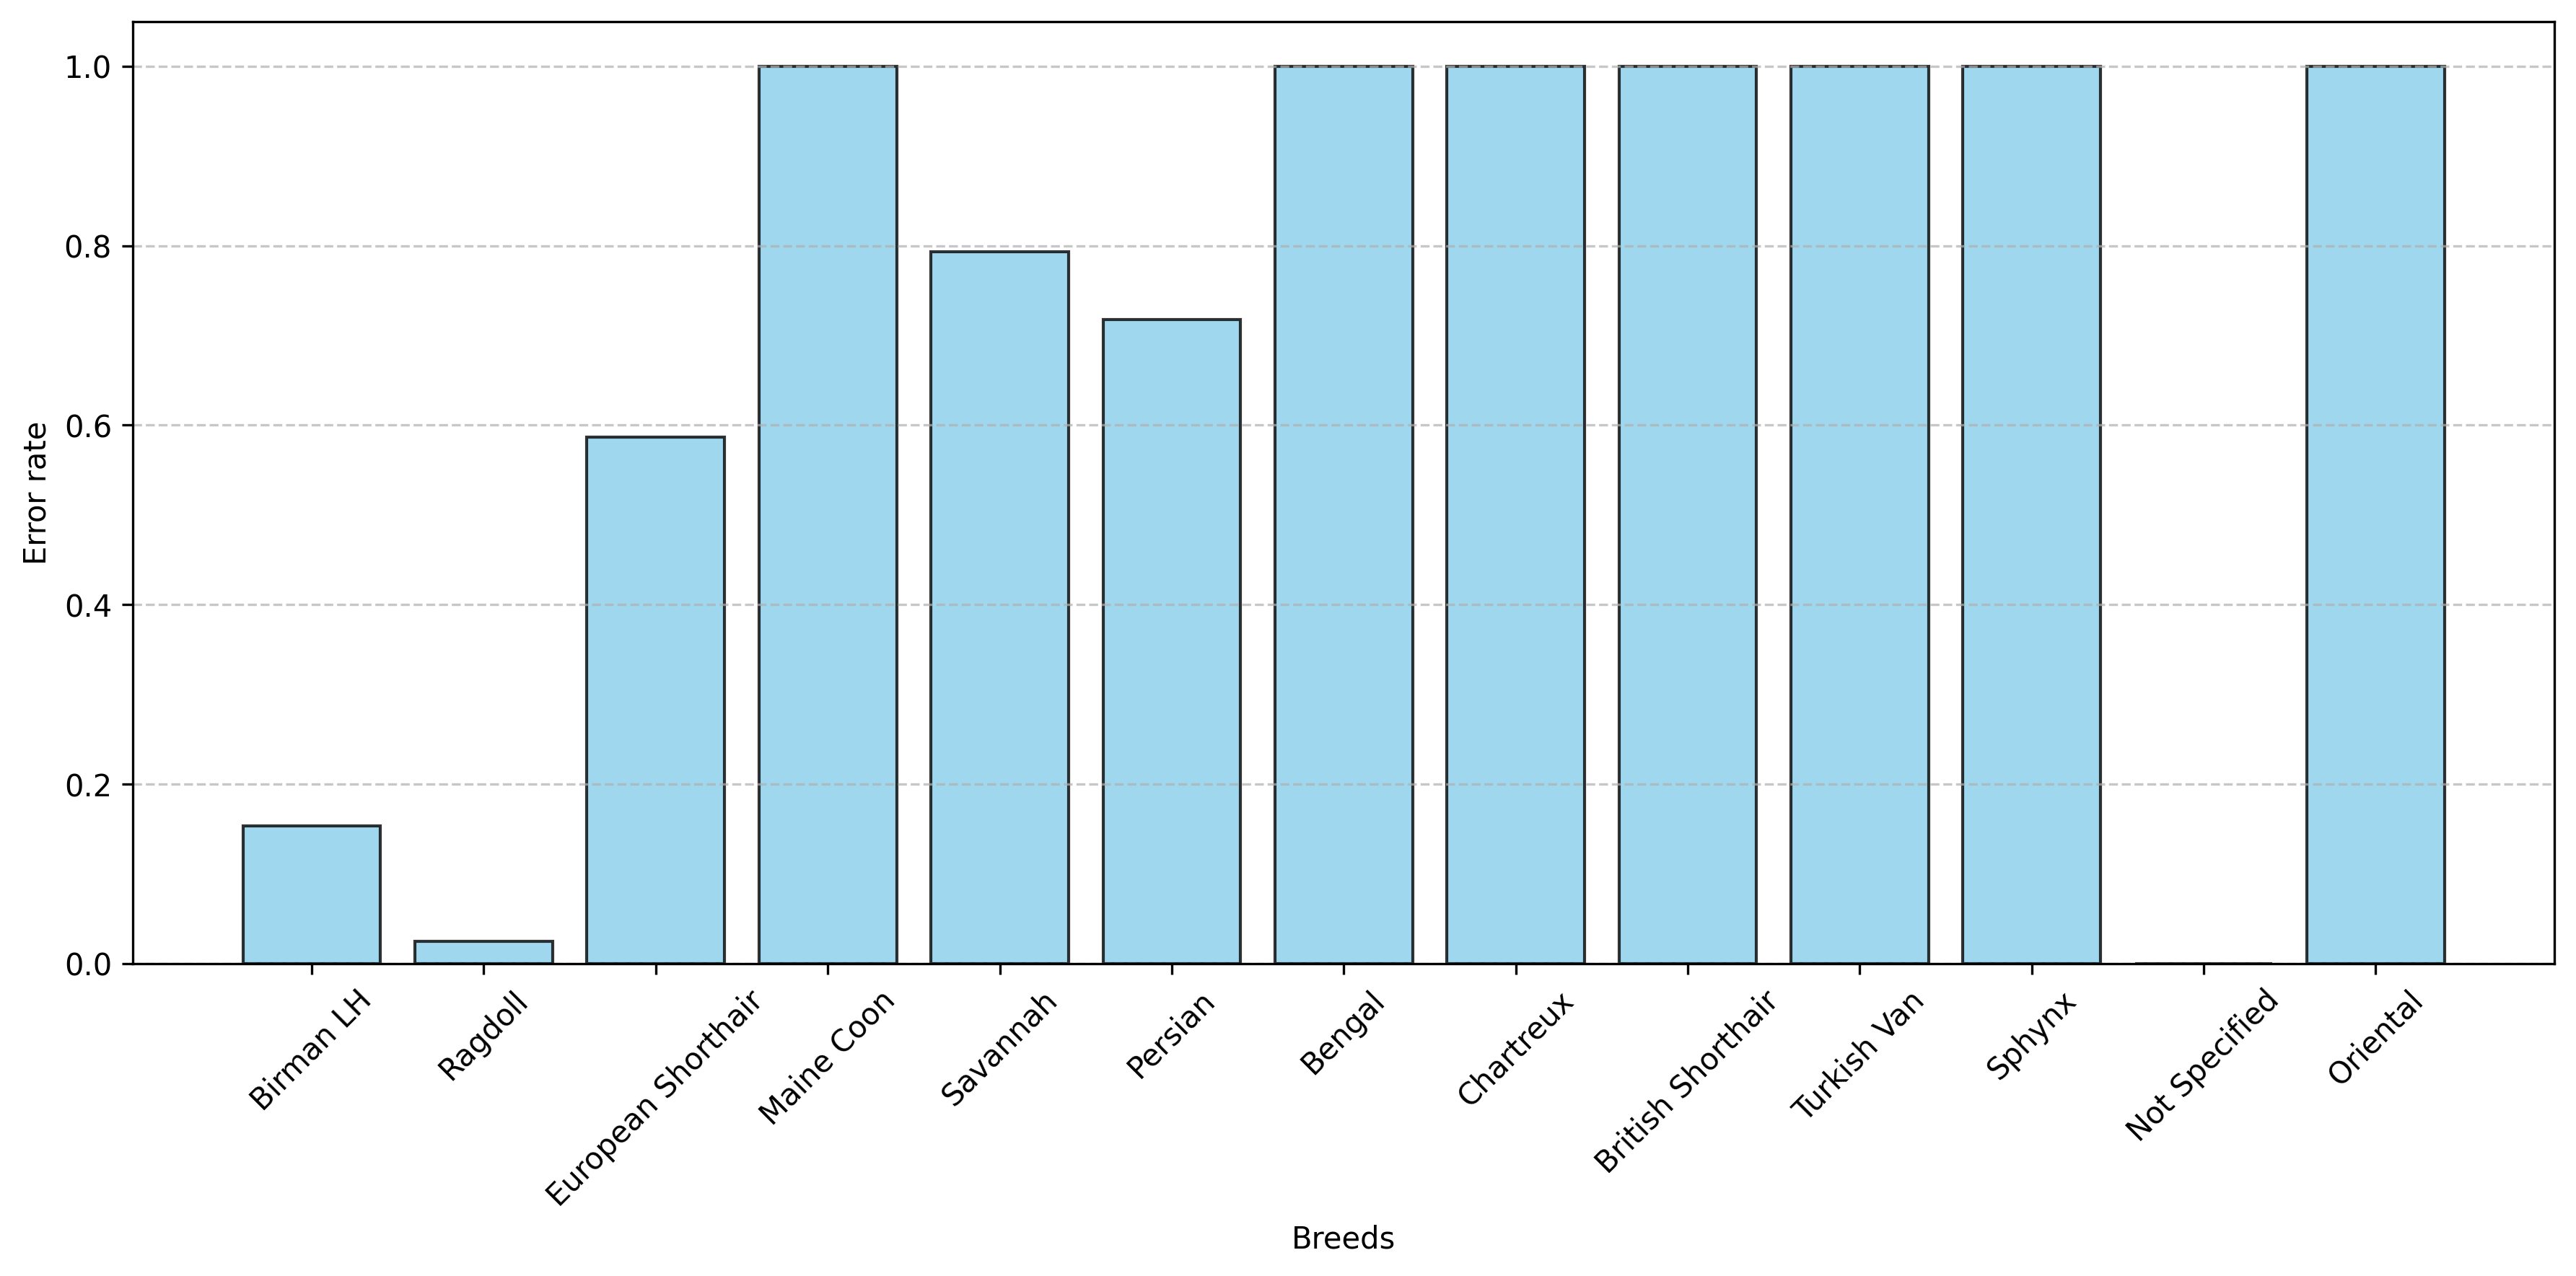 1.0
0.8
0.6
0.4
0.2
0.0
Error rate
Birman LH
Ragdoll
European Shorthair
Maine Coon
Savannah
Persian
Bengal
Chartreux
British Shorthair
Turkish Van
Sphynx
Not Specified
Oriental
Breeds